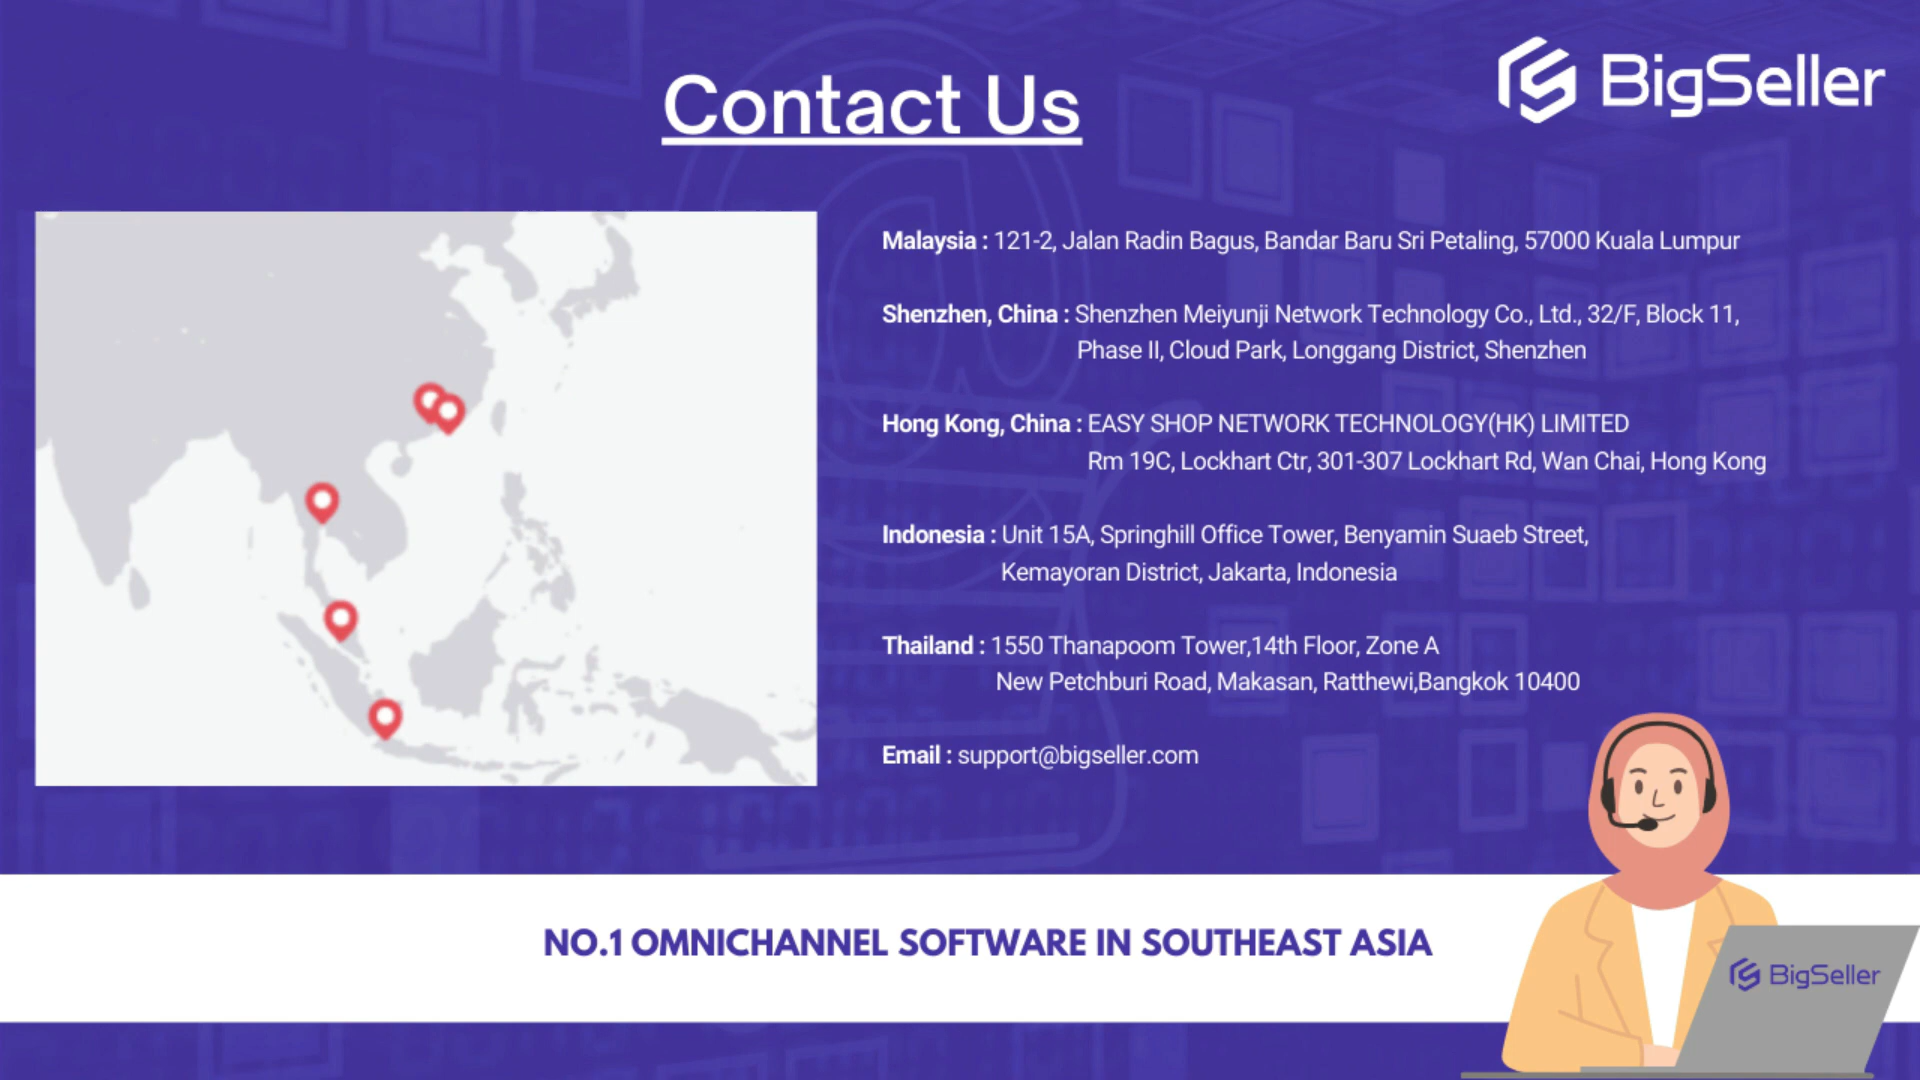 Contact Us
BigSeller
Malaysia : 121-2, Jalan Radin Bagus, Bandar Baru Sri Petaling, 57000 Kuala Lumpur
Shenzhen, China : Shenzhen Meiyunji Network Technology Co., Ltd., 32/F, Block 11,
Phase II, Cloud Park, Longgang District, Shenzhen
Hong Kong, China : EASY SHOP NETWORK TECHNOLOGY(HK) LIMITED
Rm 19C, Lockhart Ctr, 301-307 Lockhart Rd, Wan Chai, Hong Kong
Indonesia : Unit 15A, Springhill Office Tower, Benyamin Suaeb Street,
Kemayoran District, Jakarta, Indonesia
Thailand : 1550 Thanapoom Tower,14th Floor, Zone A
New Petchburi Road, Makasan, Ratthewi,Bangkok 10400
Email : support@bigseller.com
NO.1 OMNICHANNEL SOFTWARE IN SOUTHEAST ASIA
BigSeller